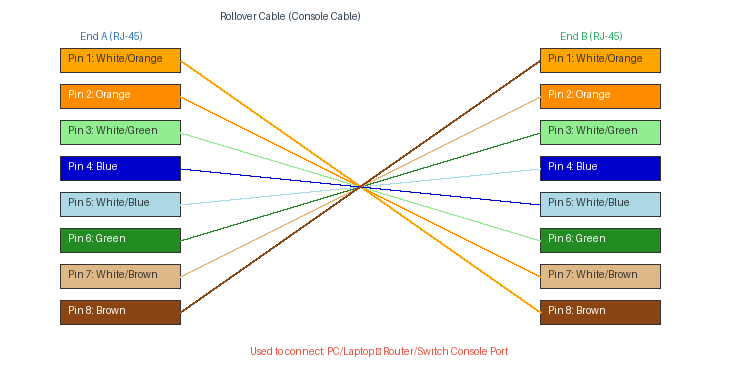 Rollover Cable (Console Cable)
End A (RJ-45)
End B (RJ-45)
Pin 1: White/Orange
Pin 1: White/Orange
Pin 2: Orange
Pin 2: Orange
Pin 3: White/Green
Pin 3: White/Green
Pin 4: Blue
Pin 4: Blue
Pin 5: White/Blue
Pin 5: White/Blue
Pin 6: Green
Pin 6: Green
Pin 7: White/Brown
Pin 7: White/Brown
Pin 8: Brown
Pin 8: Brown
Used to connect: PC/Laptop Router/Switch Console Port